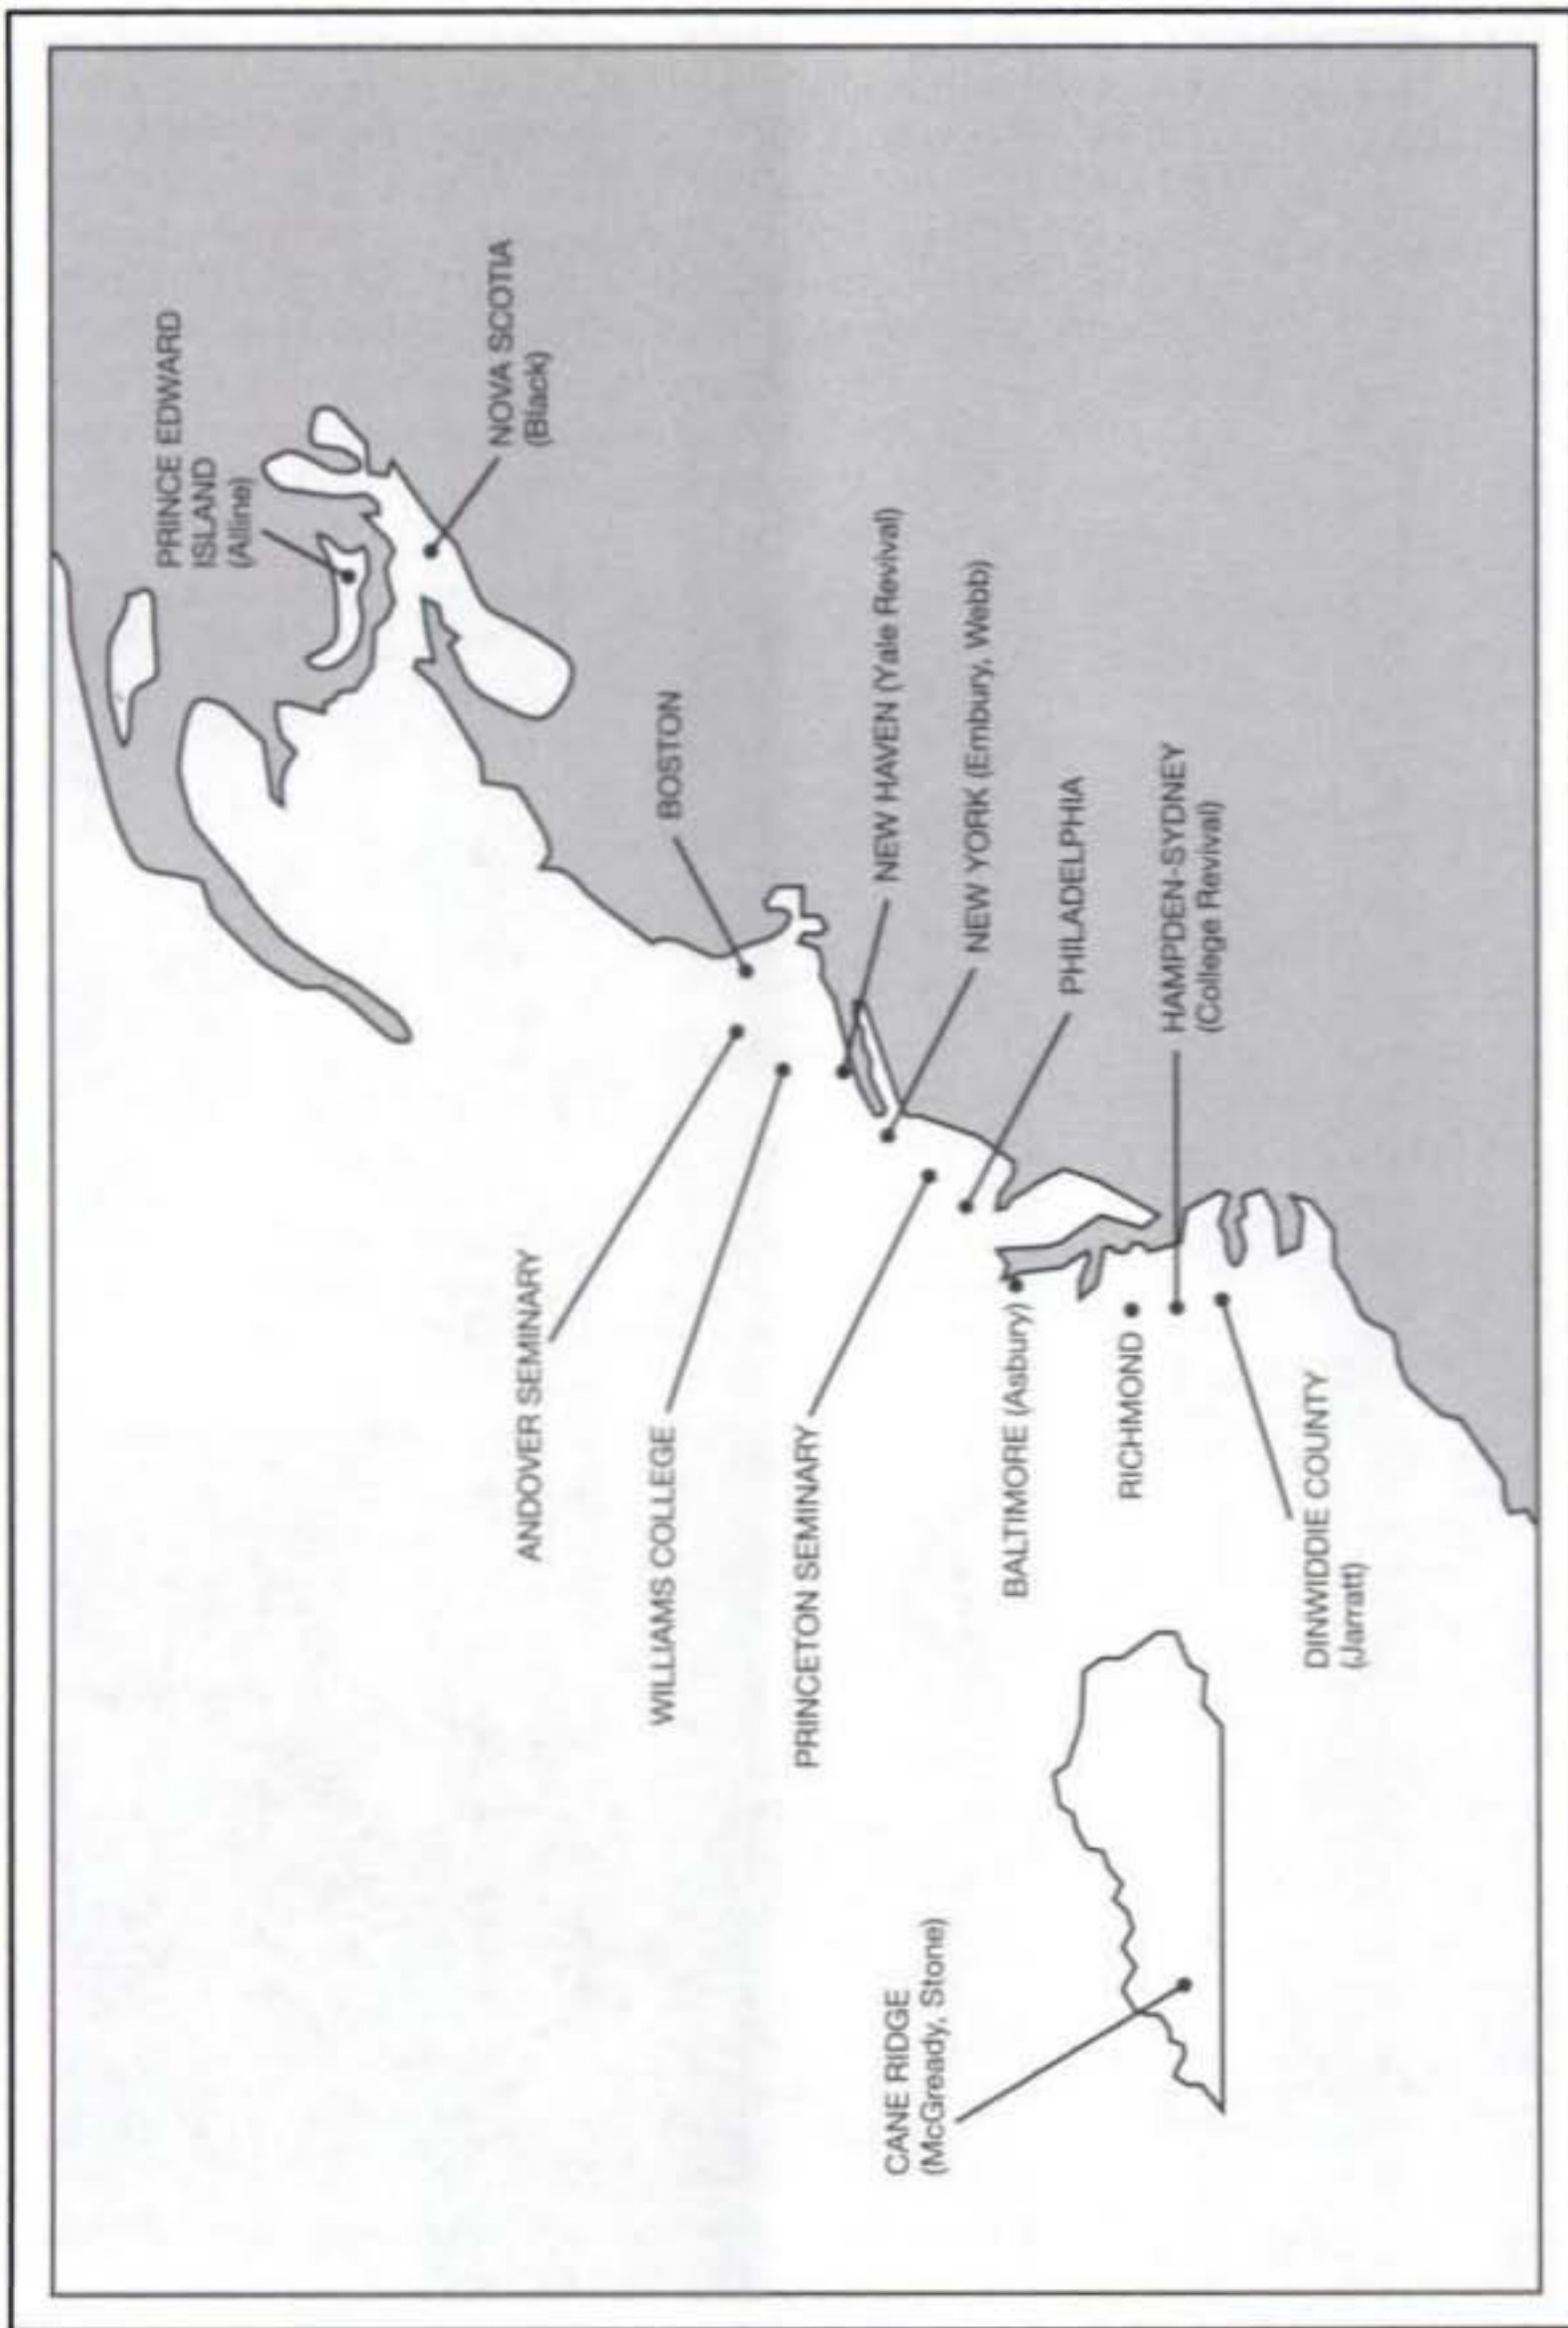 PRINCE EDWARD
ISLAND
(Alline)
NOVA SCOTIA
(Black)
BOSTON
NEW HAVEN (Yale Revival)
NEW YORK (Embury, Webb)
PHILADELPHIA
HAMPDEN-SYDNEY
(College Revival)
ANDOVER SEMINARY
WILLIAMS COLLEGE
PRINCETON SEMINARY
BALTIMORE (Asbury)
RICHMOND
DINWIDDIE COUNTY
(Jarratt)
CANE RIDGE
(McGready, Stone)